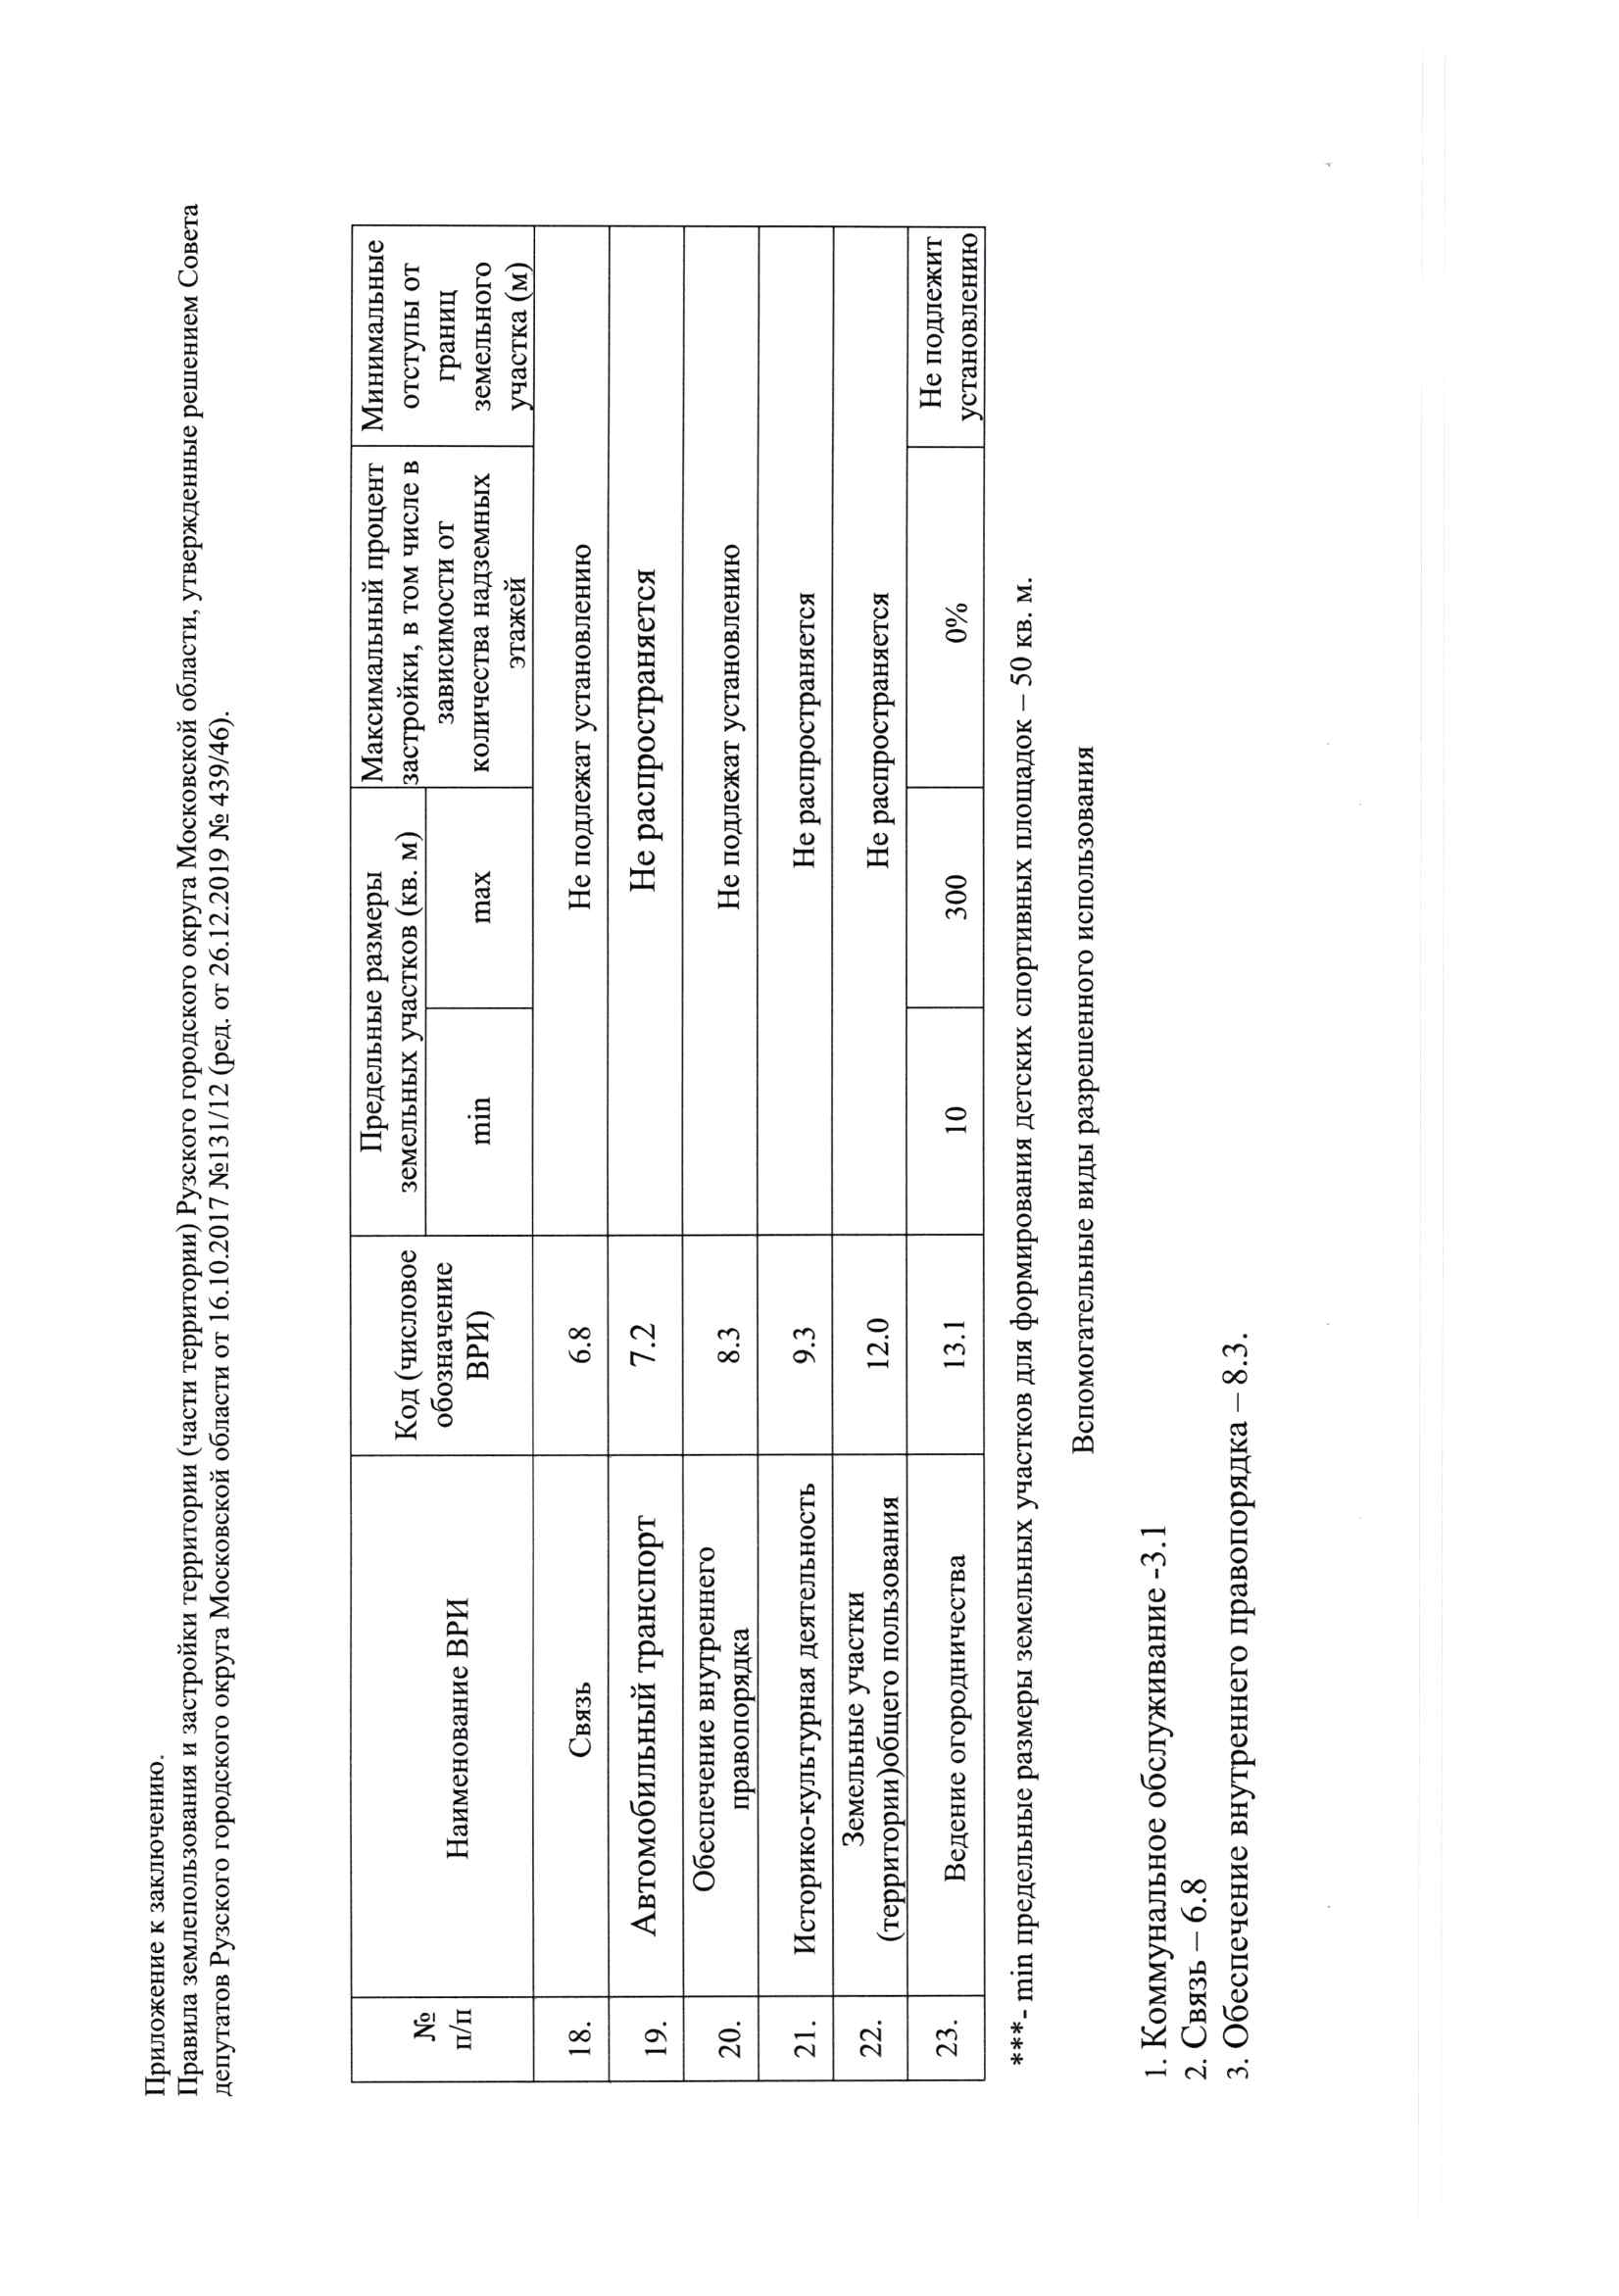 Приложение к заключению.
Правила землепользования и застройки территории (части территории) Рузского городского округа Московской области, утвержденные решением Совета
депутатов Рузского городского округа Московской области от 16.10.2017 №131/12 (ред. от 26.12.2019 № 439/46).
№
п/п
Наименование ВРИ
Код (числовое
обозначение
ВРИ)
Предельные размеры
земельных участков (кв. м)
min
max
Максимальный процент
застройки, в том числе в
зависимости от
количества надземных
этажей
Минимальные
отступы от
границ
земельного
участка (м)
18.
Связь
6.8
Не подлежат установлению
19.
Автомобильный транспорт
7.2
Не распространяется
20.
Обеспечение внутреннего
правопорядка
8.3
Не подлежат установлению
21.
Историко-культурная деятельность
9.3
Не распространяется
22.
Земельные участки
(территории)общего пользования
12.0
Не распространяется
23.
Ведение огородничества
13.1
10
300
0%
Не подлежит
установлению
***- min предельные размеры земельных участков для формирования детских спортивных площадок – 50 кв. м.
Вспомогательные виды разрешенного использования
1. Коммунальное обслуживание -3.1
2. Связь – 6.8
3. Обеспечение внутреннего правопорядка – 8.3.